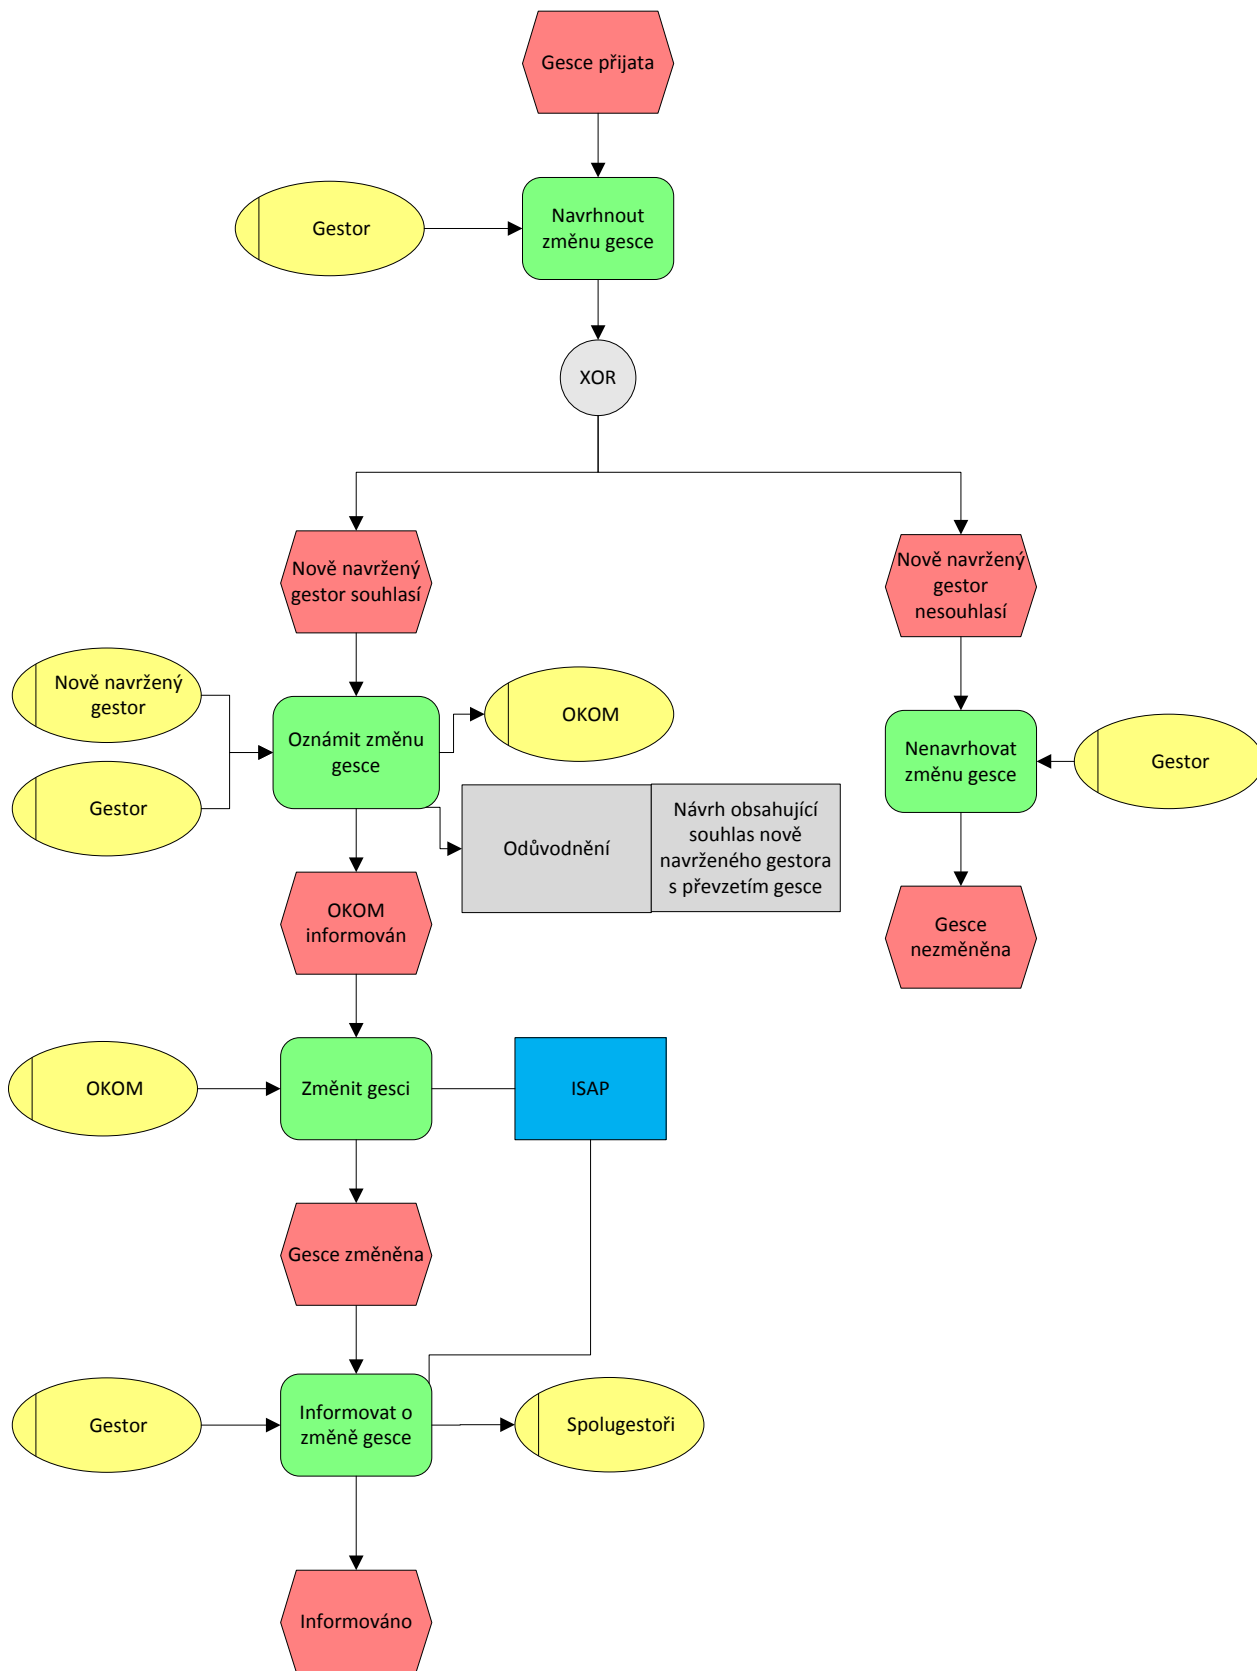 Gesce přijata
Gestor
Navrhnout
změnu gesce
XOR
Nově navržený
gestor souhlasí
Nově navržený
gestor
nesouhlasí
Nově navržený
gestor
Gestor
Oznámit změnu
gesce
OKOM
Odůvodnění
Návrh obsahující
souhlas nově
navrženého gestora
s převzetím gesce
Nenavrhovat
změnu gesce
Gestor
OKOM
informován
Gesce
nezměněna
OKOM
Změnit gesci
ISAP
Gesce změněna
Gestor
Informovat o
změně gesce
Spolugestoři
Informováno